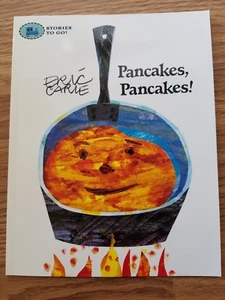 STORIES
TO GO!
ERIC
CARLE
Pancakes,
Pancakes!